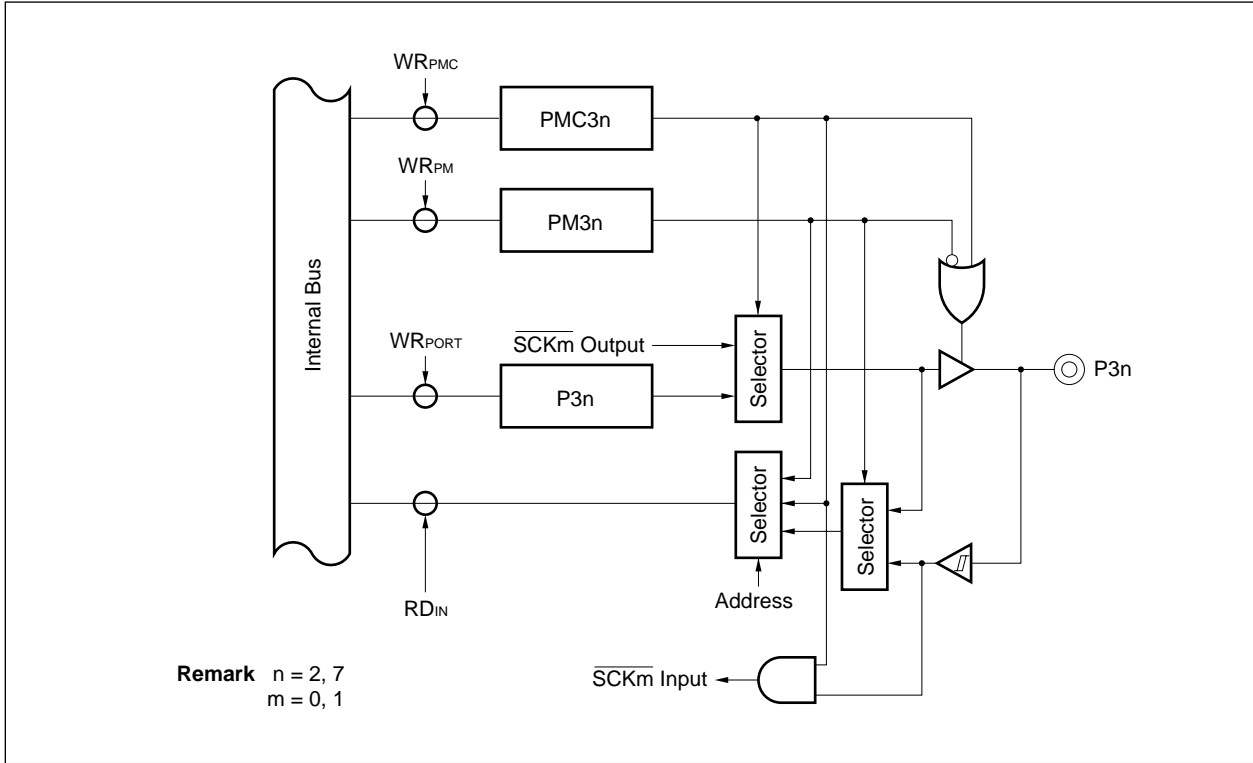 WRPMC
PMC3n
WRPM
PM3n
Internal Bus
WRPORT
SCKm Output
Selector
P3n
P3n
Selector
Selector
RDIN
Address
SCKm Input
Remark n = 2, 7
m = 0, 1